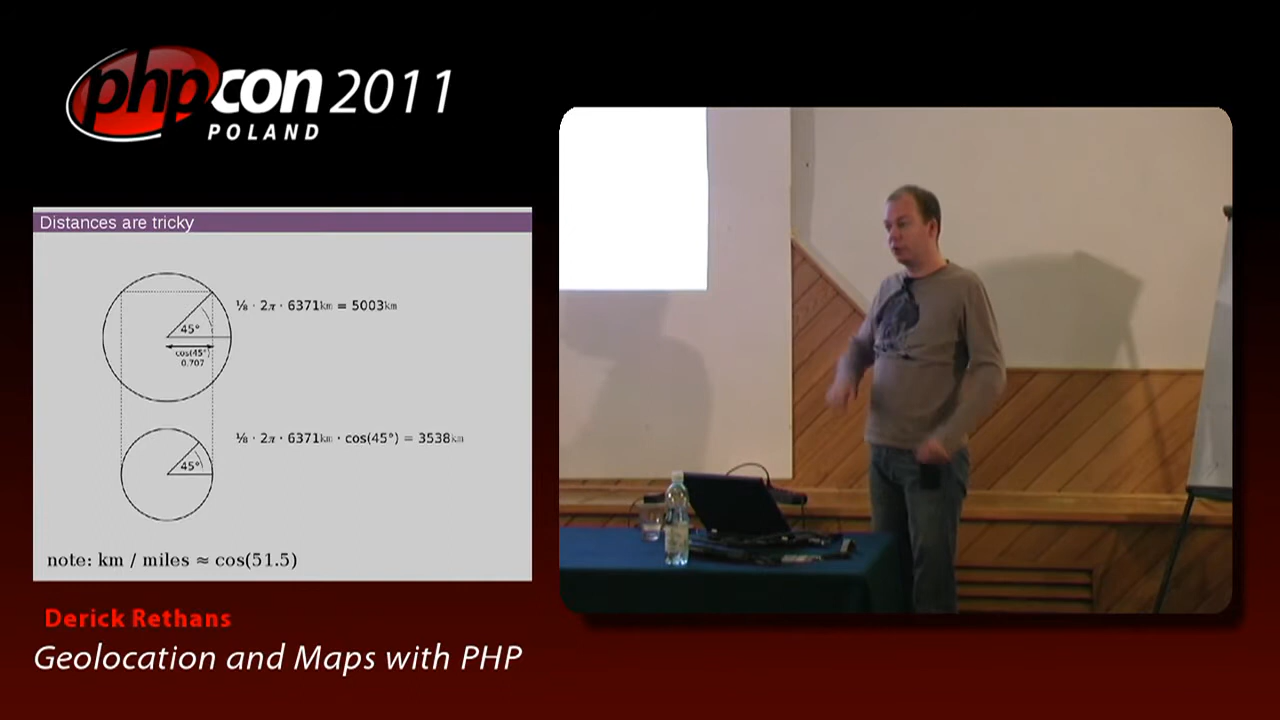 phpcon 2011
POLAND
Distances are tricky
⅛ · 2π · 6371km = 5003km
45°
cos(45°)
0.707
⅛ · 2π · 6371km · cos(45°) = 3538km
45°
note: km / miles ≈ cos(51.5)
Derick Rethans
Geolocation and Maps with PHP